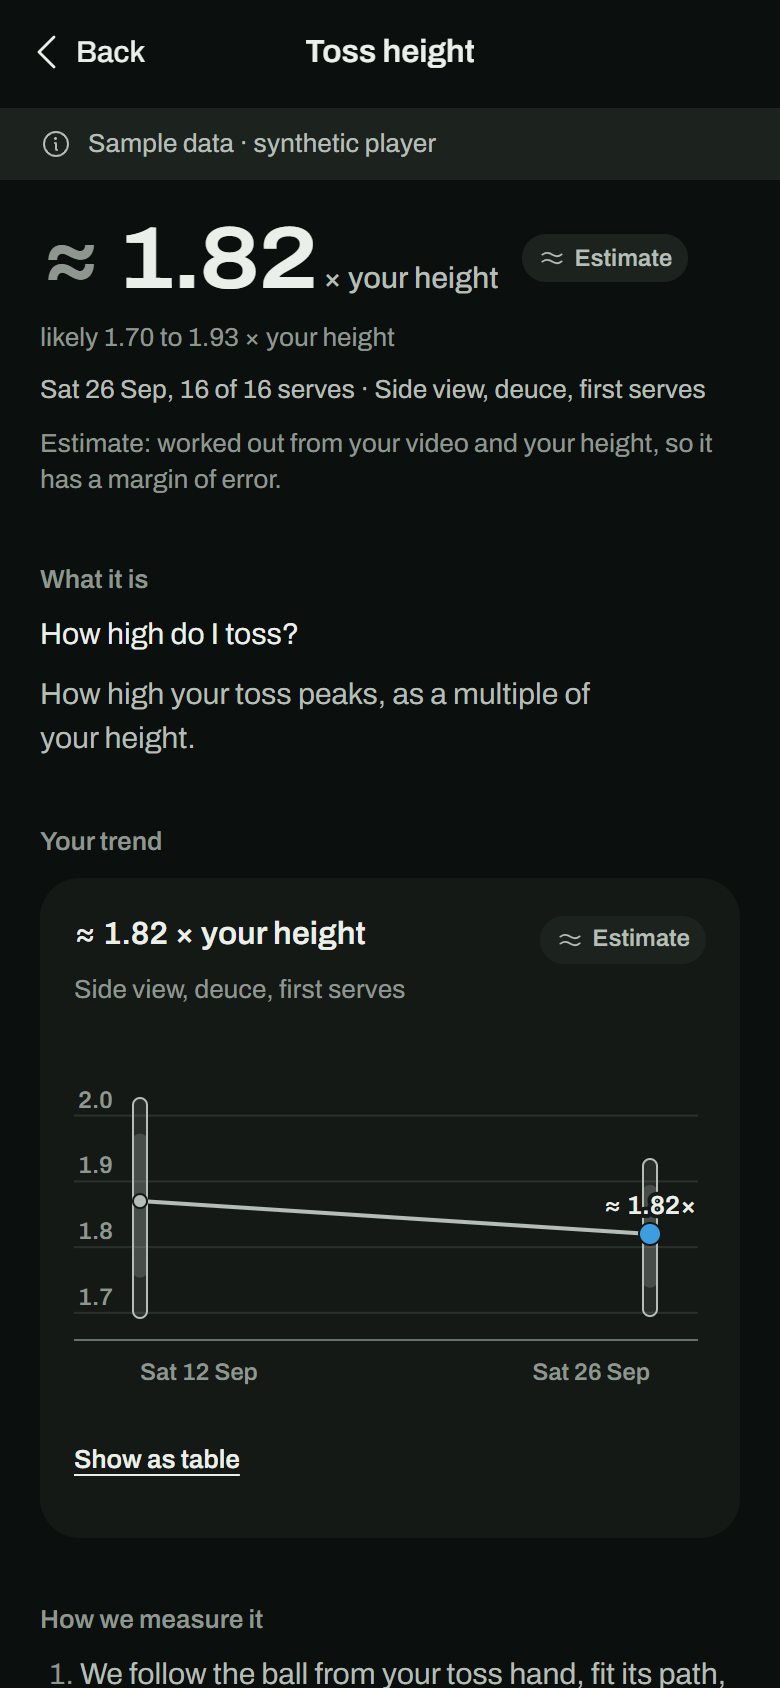 Back
Toss height
Sample data · synthetic player
≈ 1.82 × your height
≈ Estimate
likely 1.70 to 1.93 × your height
Sat 26 Sep, 16 of 16 serves · Side view, deuce, first serves
Estimate: worked out from your video and your height, so it
has a margin of error.
What it is
How high do I toss?
How high your toss peaks, as a multiple of
your height.
Your trend
≈ 1.82 × your height
≈ Estimate
Side view, deuce, first serves
2.0
1.9
≈ 1.82×
1.8
1.7
Sat 12 Sep
Sat 26 Sep
Show as table
How we measure it
1. We follow the ball from your toss hand, fit its path,